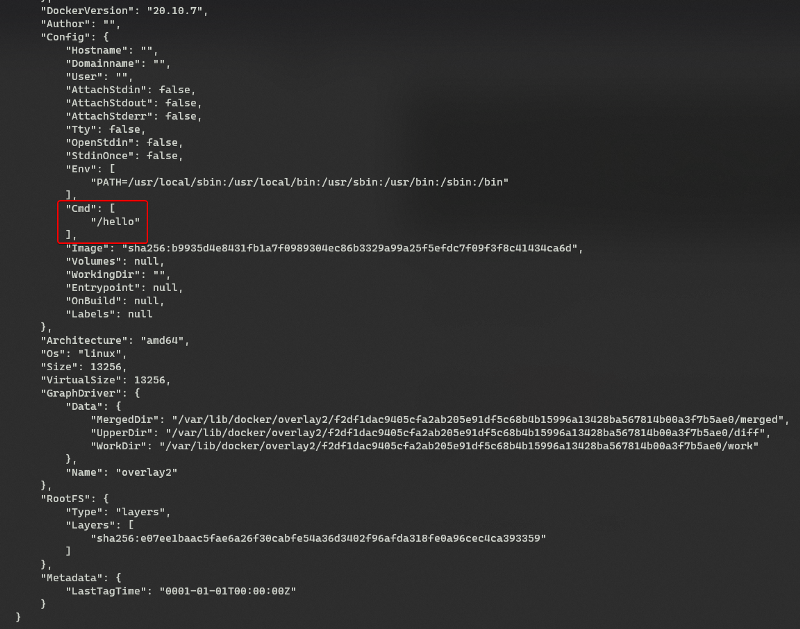 "DockerVersion": "20.10.7",
"Author": "",
"Config": {
"Hostname": "",
"Domainname": "",
"User": "",
"AttachStdin": false,
"AttachStdout": false,
"AttachStderr": false,
"Tty": false,
"OpenStdin": false,
"StdinOnce": false,
"Env": [
"PATH=/usr/local/sbin:/usr/local/bin:/usr/sbin:/usr/bin:/sbin:/bin"
],
"Cmd": [
"/hello"
],
"Image": "sha256:b9935d4e8431fb1a7f0989304ec86b3329a99a25f5efdc7f09f3f8c41434ca6d",
"Volumes": null,
"WorkingDir": "",
"Entrypoint": null,
"OnBuild": null,
"Labels": null
},
"Architecture": "amd64",
"Os": "linux",
"Size": 13256,
"VirtualSize": 13256,
"GraphDriver": {
"Data": {
"MergedDir": "/var/lib/docker/overlay2/f2df1dac9405cfa2ab205e91df5c68b4b15996a13428ba567814b00a3f7b5ae0/merged",
"UpperDir": "/var/lib/docker/overlay2/f2df1dac9405cfa2ab205e91df5c68b4b15996a13428ba567814b00a3f7b5ae0/diff",
"WorkDir": "/var/lib/docker/overlay2/f2df1dac9405cfa2ab205e91df5c68b4b15996a13428ba567814b00a3f7b5ae0/work"
},
"Name": "overlay2"
},
"RootFS": {
"Type": "layers",
"Layers": [
"sha256:e07ee1baac5fae6a26f30cabfe54a36d3402f96afda318fe0a96cec4ca393359"
]
},
"Metadata": {
"LastTagTime": "0001-01-01T00:00:00Z"
}
}